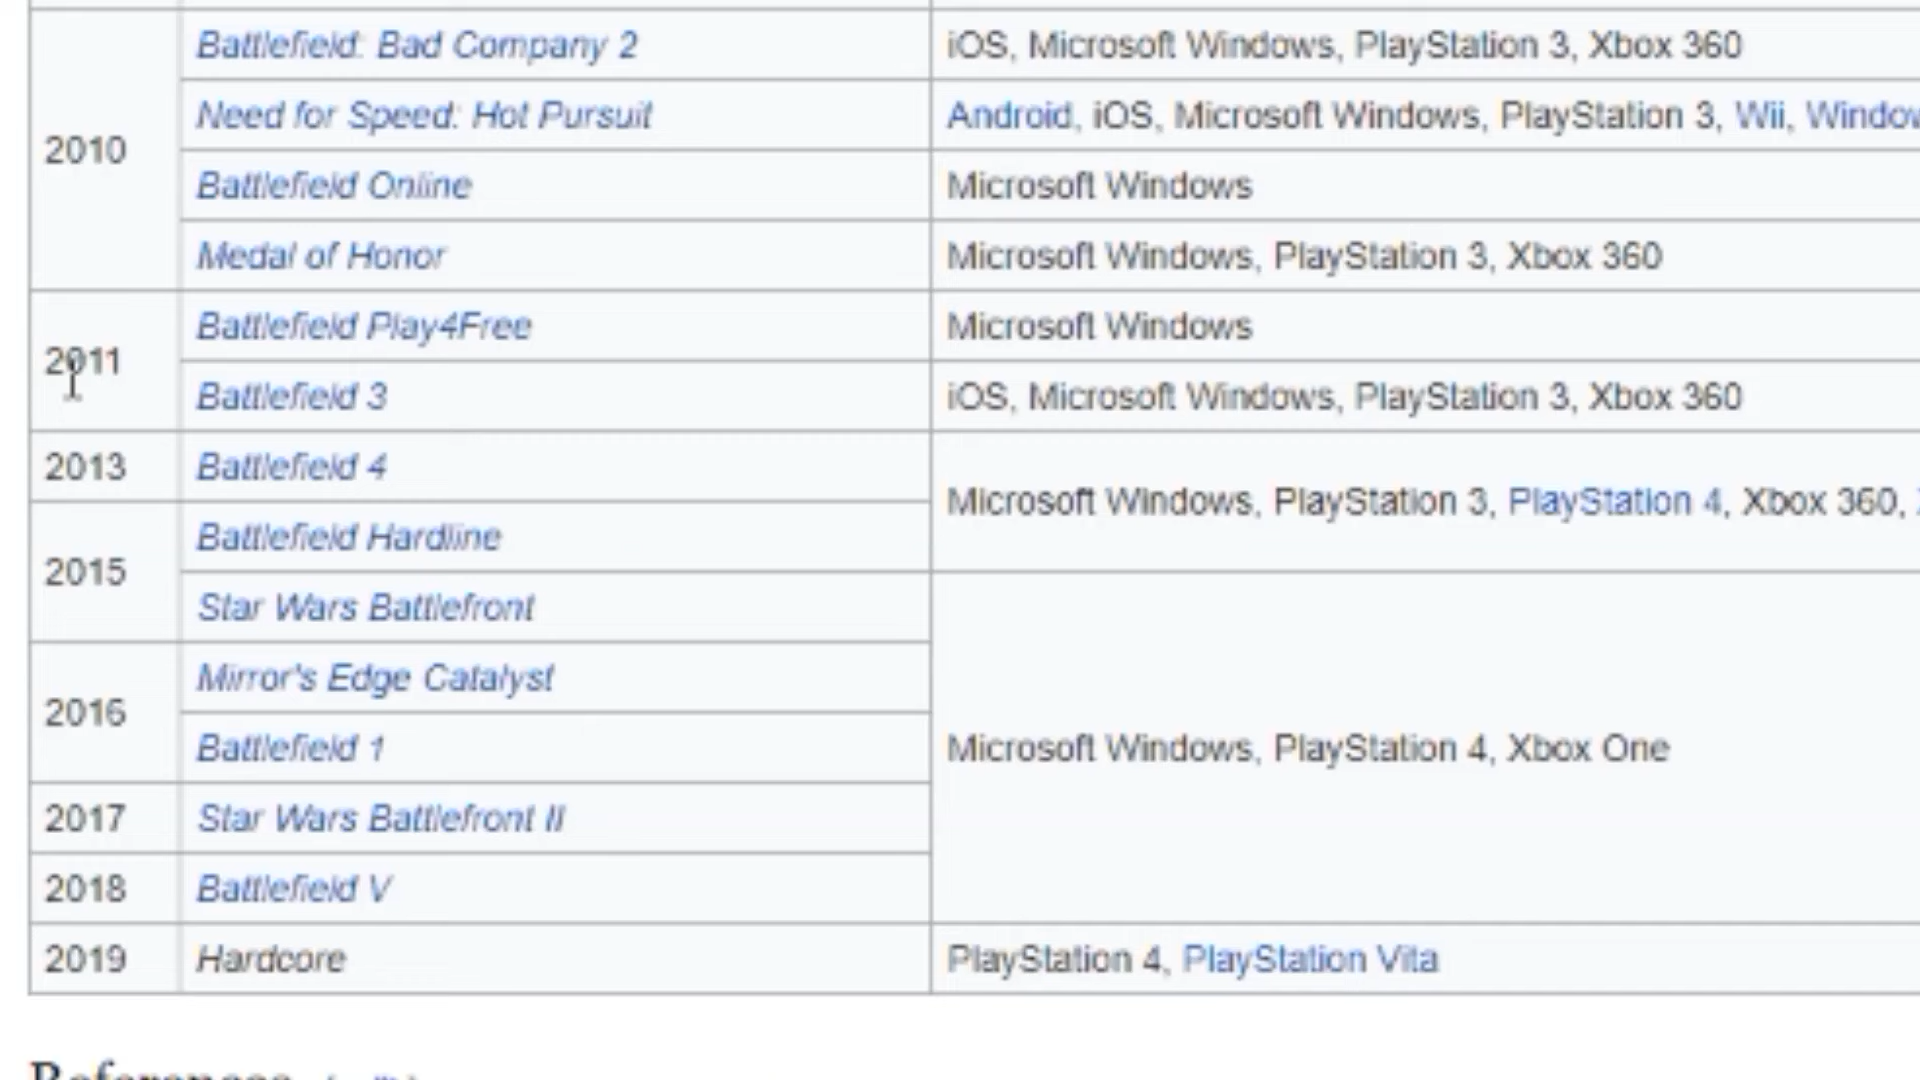 Battlefield: Bad Company 2 iOS, Microsoft Windows, PlayStation 3, Xbox 360
Need for Speed: Hot Pursuit Android, iOS, Microsoft Windows, PlayStation 3, Wii, Window
2010
Battlefield Online Microsoft Windows
Medal of Honor Microsoft Windows, PlayStation 3, Xbox 360
Battlefield Play4Free Microsoft Windows
2011
Battlefield 3 iOS, Microsoft Windows, PlayStation 3, Xbox 360
2013 Battlefield 4
Microsoft Windows, PlayStation 3, PlayStation 4, Xbox 360,
Battlefield Hardline
2015
Star Wars Battlefront
Mirror's Edge Catalyst
2016
Battlefield 1 Microsoft Windows, PlayStation 4, Xbox One
2017 Star Wars Battlefront II
2018 Battlefield V
2019 Hardcore PlayStation 4, PlayStation Vita
References